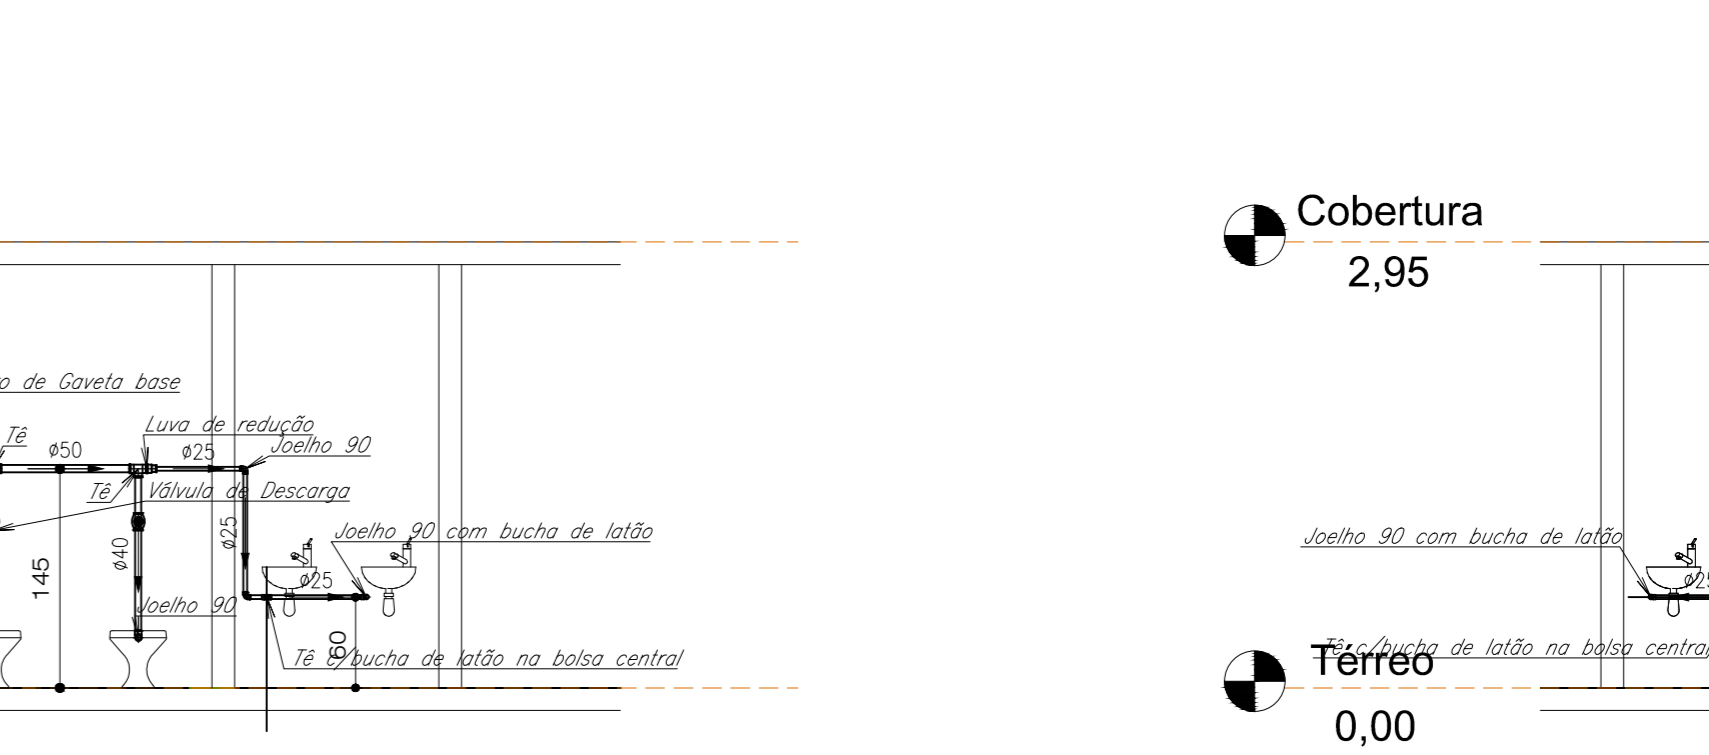 Cobertura
2,95
de Gaveta base
Luva de redução
Tê
ø50
ø25
Joelho 90
Tê
Válvula de Descarga
ø25
Joelho 90 com bucha de latão
Joelho 90 com bucha de latão
ø40
145
ø25
ø25
Joelho 90
60
Tê c/bucha de latão na bolsa central
Tê c/bucha de latão na bolsa central
Térreo
0,00